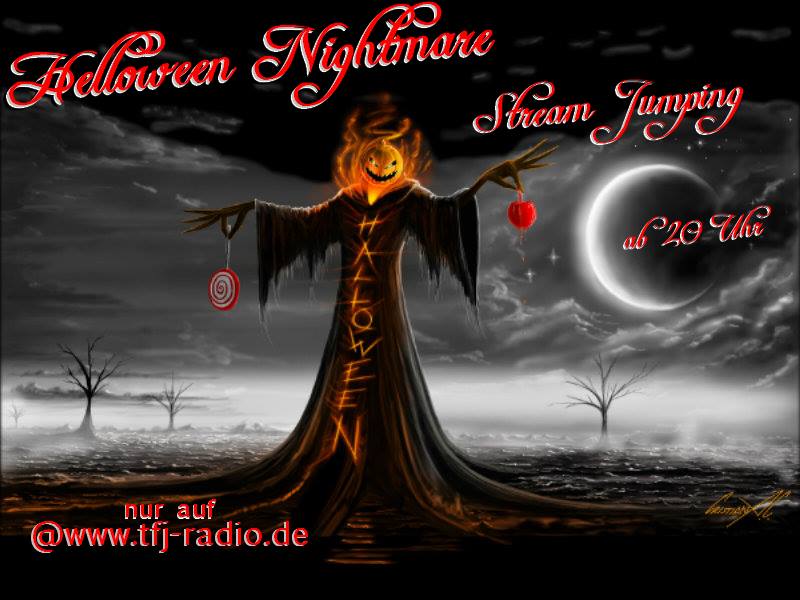 Helloween Nightmare
Stream Jumping
ab 20 Uhr
HALLOWEEN
nur auf
@www.tfj-radio.de